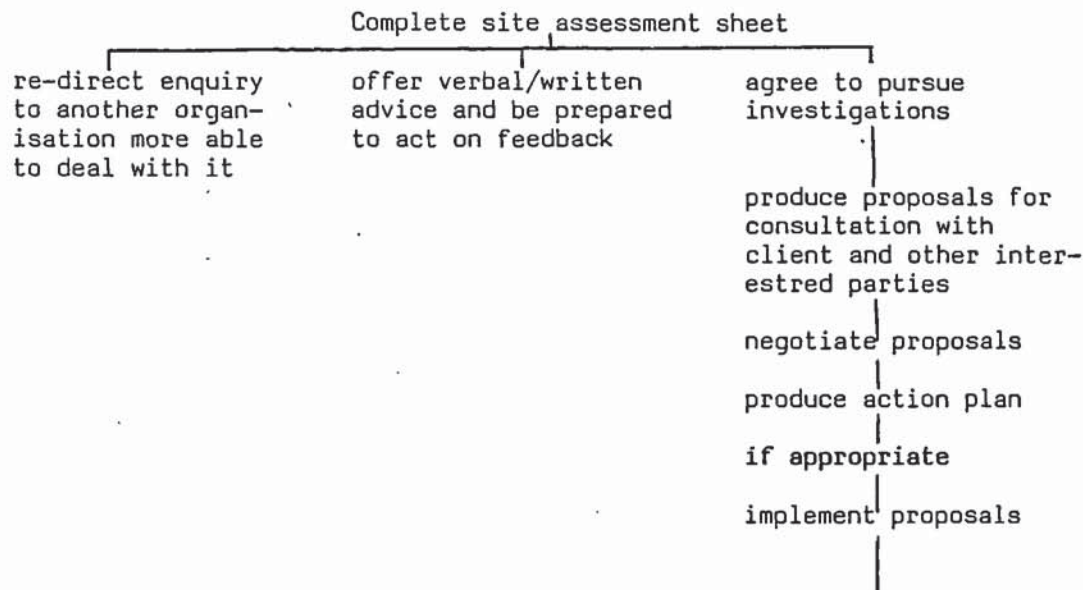 Complete site assessment sheet
re-direct enquiry
to another organ-
isation more able
to deal with it
offer verbal/written
advice and be prepared
to act on feedback
agree to pursue
investigations
produce proposals for
consultation with
client and other inter-
estred parties
negotiate proposals
produce action plan
if appropriate
implement proposals